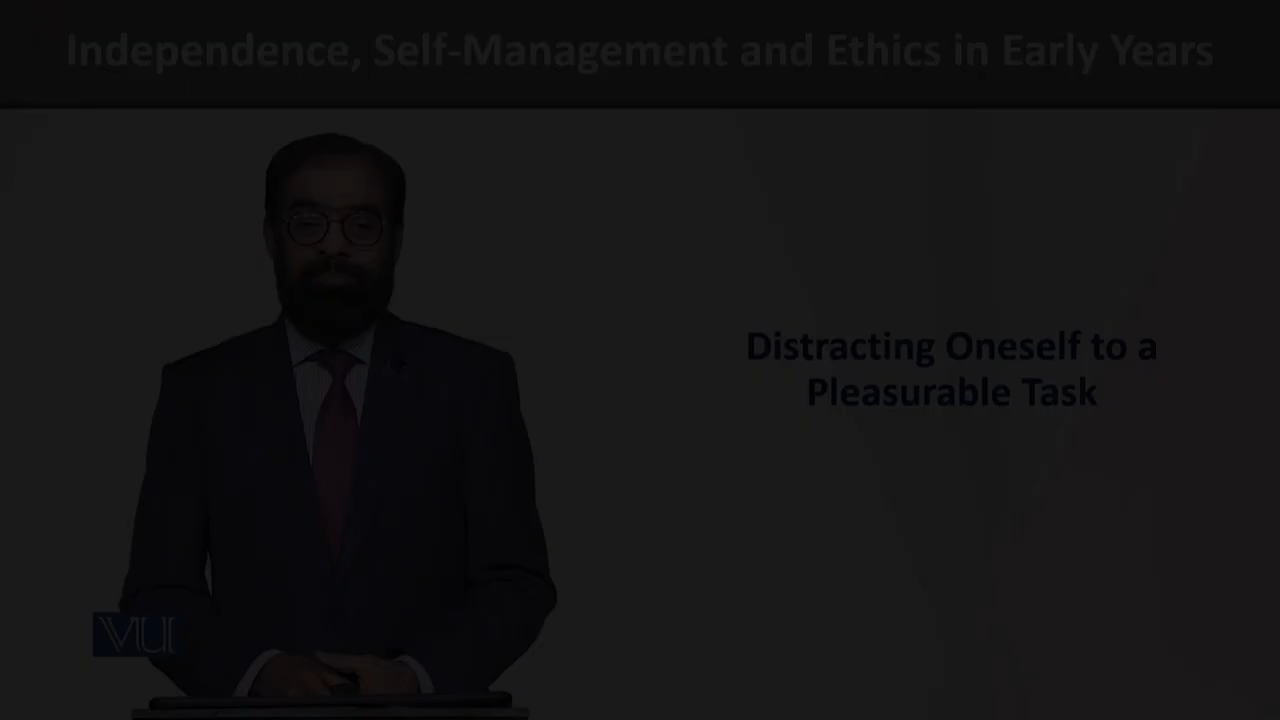 Independence, Self-Management and Ethics in Early Years
Distracting Oneself to a
Pleasurable Task
VU